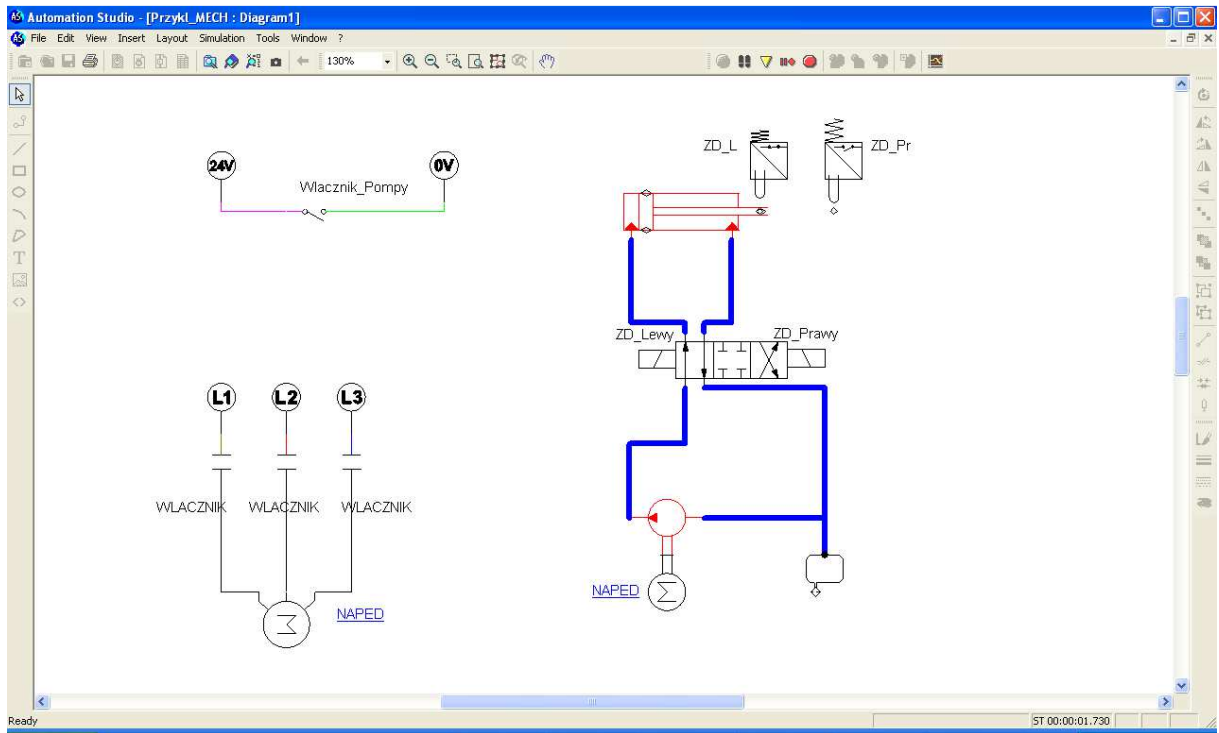 Automation Studio - [Przykl_MECH : Diagram1]
File Edit View Insert Layout Simulation Tools Window ?
130%
24V
0V
Wlacznik_Pompy
ZD_L
ZD_Pr
ZD_Lewy
ZD_Prawy
L1
L2
L3
WLACZNIK
WLACZNIK
WLACZNIK
NAPED
NAPED
Ready
ST 00:00:01.730